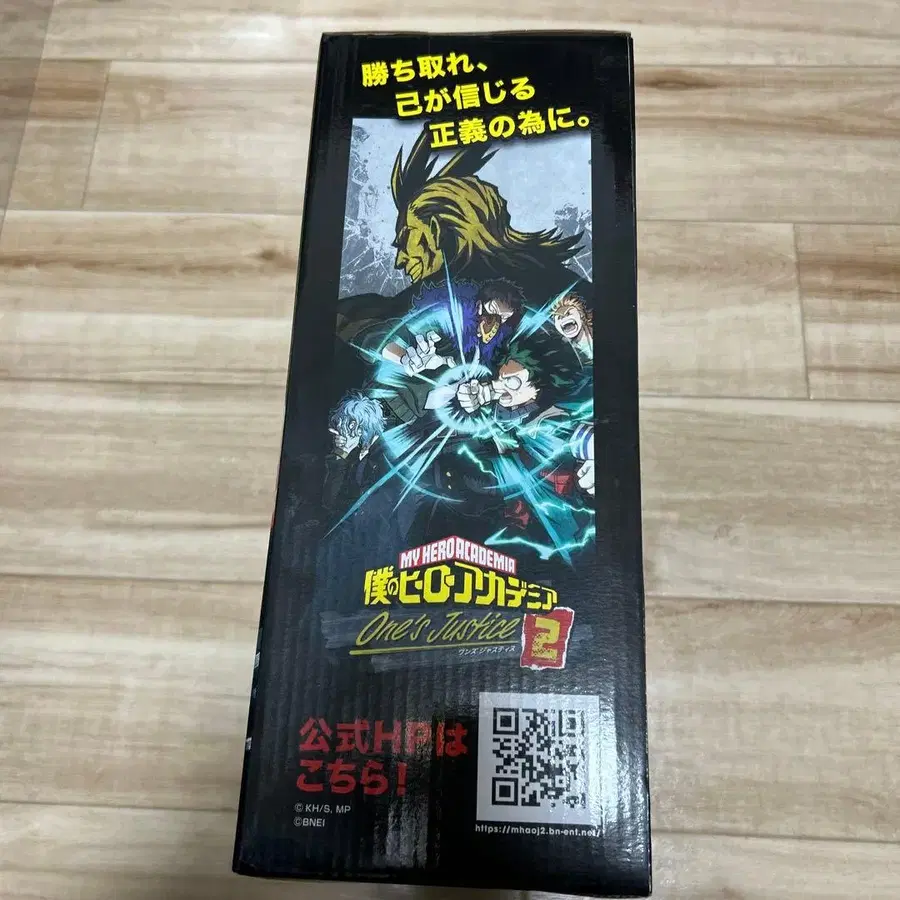 勝ち取れ、
己が信じる
正義の為に。
MY HERO ACADEMIA
僕のヒーローアカデミア
One's Justice 2
ワンズ ジャスティス
公式HPは
こちら!
©KH/S, MP
©BNEI
https://mhaoj2.bn-ent.net/